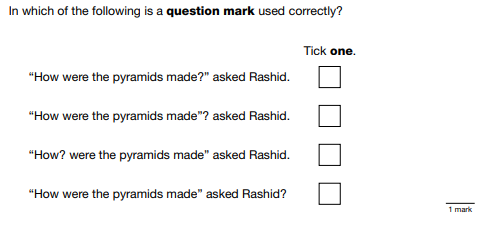 In which of the following is a question mark used correctly?
Tick one.
“How were the pyramids made?” asked Rashid.
“How were the pyramids made”? asked Rashid.
“How? were the pyramids made” asked Rashid.
“How were the pyramids made” asked Rashid?
1 mark